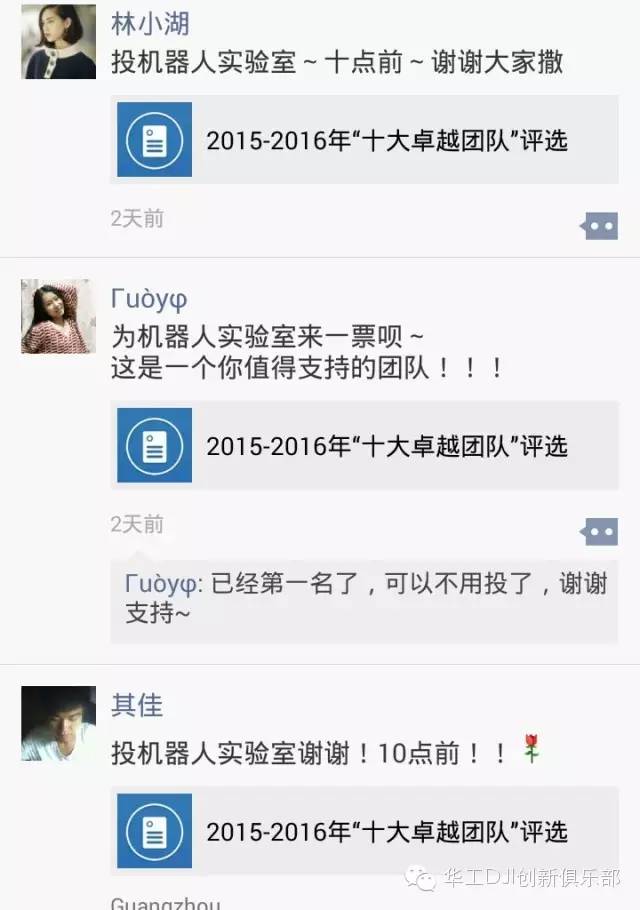 林小湖
投机器人实验室~十点前~谢谢大家撒
2015-2016年“十大卓越团队”评选
2天前
Γuòyφ
为机器人实验室来一票呗~
这是一个你值得支持的团队！！！
2015-2016年“十大卓越团队”评选
2天前
Γuòyφ: 已经第一名了，可以不用投了，谢谢
支持~
其佳
投机器人实验室谢谢！10点前！！🌹
2015-2016年“十大卓越团队”评选
华工DJI创新俱乐部
Guangzhou